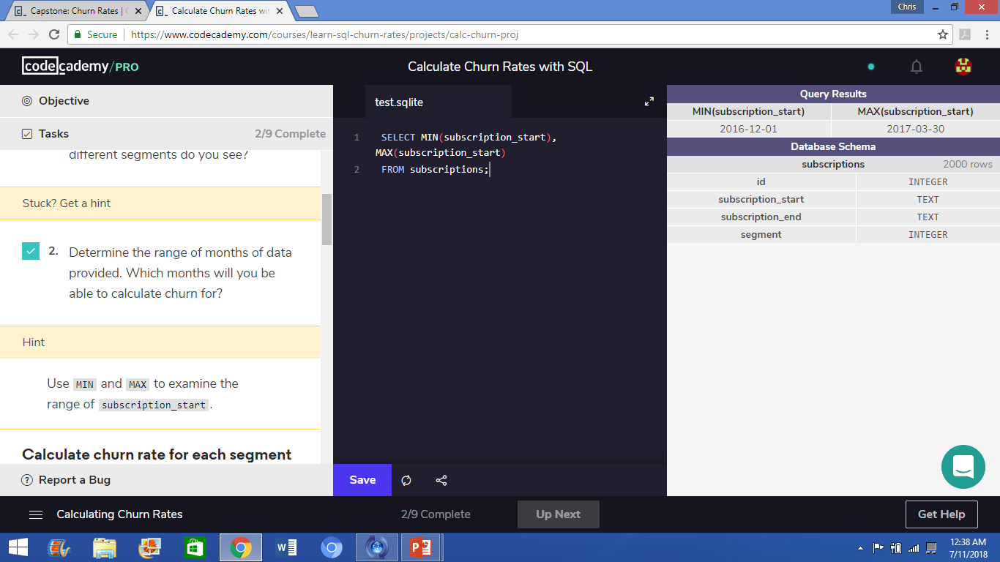 Capstone: Churn Rates |
Calculate Churn Rates wit
Chris
Secure
https://www.codecademy.com/courses/learn-sql-churn-rates/projects/calc-churn-proj
codecademy/PRO
Calculate Churn Rates with SQL
Objective
Tasks
2/9 Complete
different segments do you see?
Stuck? Get a hint
2. Determine the range of months of data
provided. Which months will you be
able to calculate churn for?
Hint
Use MIN and MAX to examine the
range of subscription_start.
Calculate churn rate for each segment
Report a Bug
test.sqlite
1 SELECT MIN(subscription_start),
MAX(subscription_start)
2 FROM subscriptions;
Save
Query Results
MIN(subscription_start) MAX(subscription_start)
2016-12-01 2017-03-30
Database Schema
subscriptions 2000 rows
id INTEGER
subscription_start TEXT
subscription_end TEXT
segment INTEGER
Calculating Churn Rates
2/9 Complete
Up Next
Get Help
12:38 AM
7/11/2018